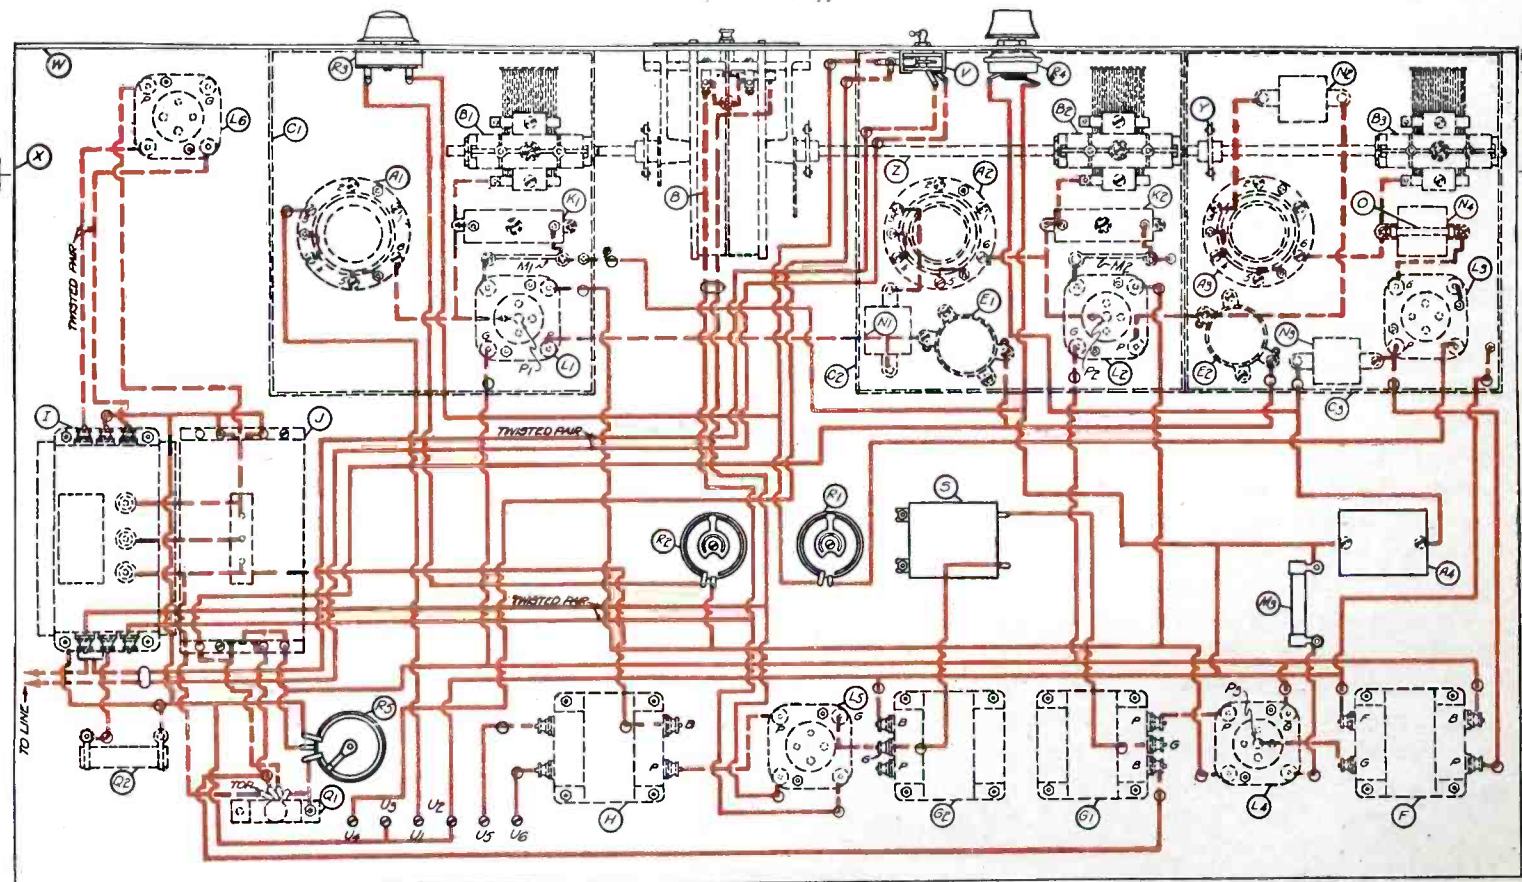 W
R3
V
R4
X
P
G
L6
C1
B1
B
B2
N2
Y
B3
A1
K1
Z
A2
K2
O
N4
TWISTED PAIR
M1
M2
A3
L3
E1
N1
G
P1
L1
C2
G
P
P2
L2
E2
N3
C3
I
J
TWISTED PAIR
R2
R1
S
A4
TWISTED PAIR
M3
TO LINE
R5
L5
P
G
B
G
P
B
P
P
G
B
P3
P
B
F
B
G
P
Q2
TOP
Q1
U4
U3
U1
U2
U5
U6
H
G2
G1
L4
F